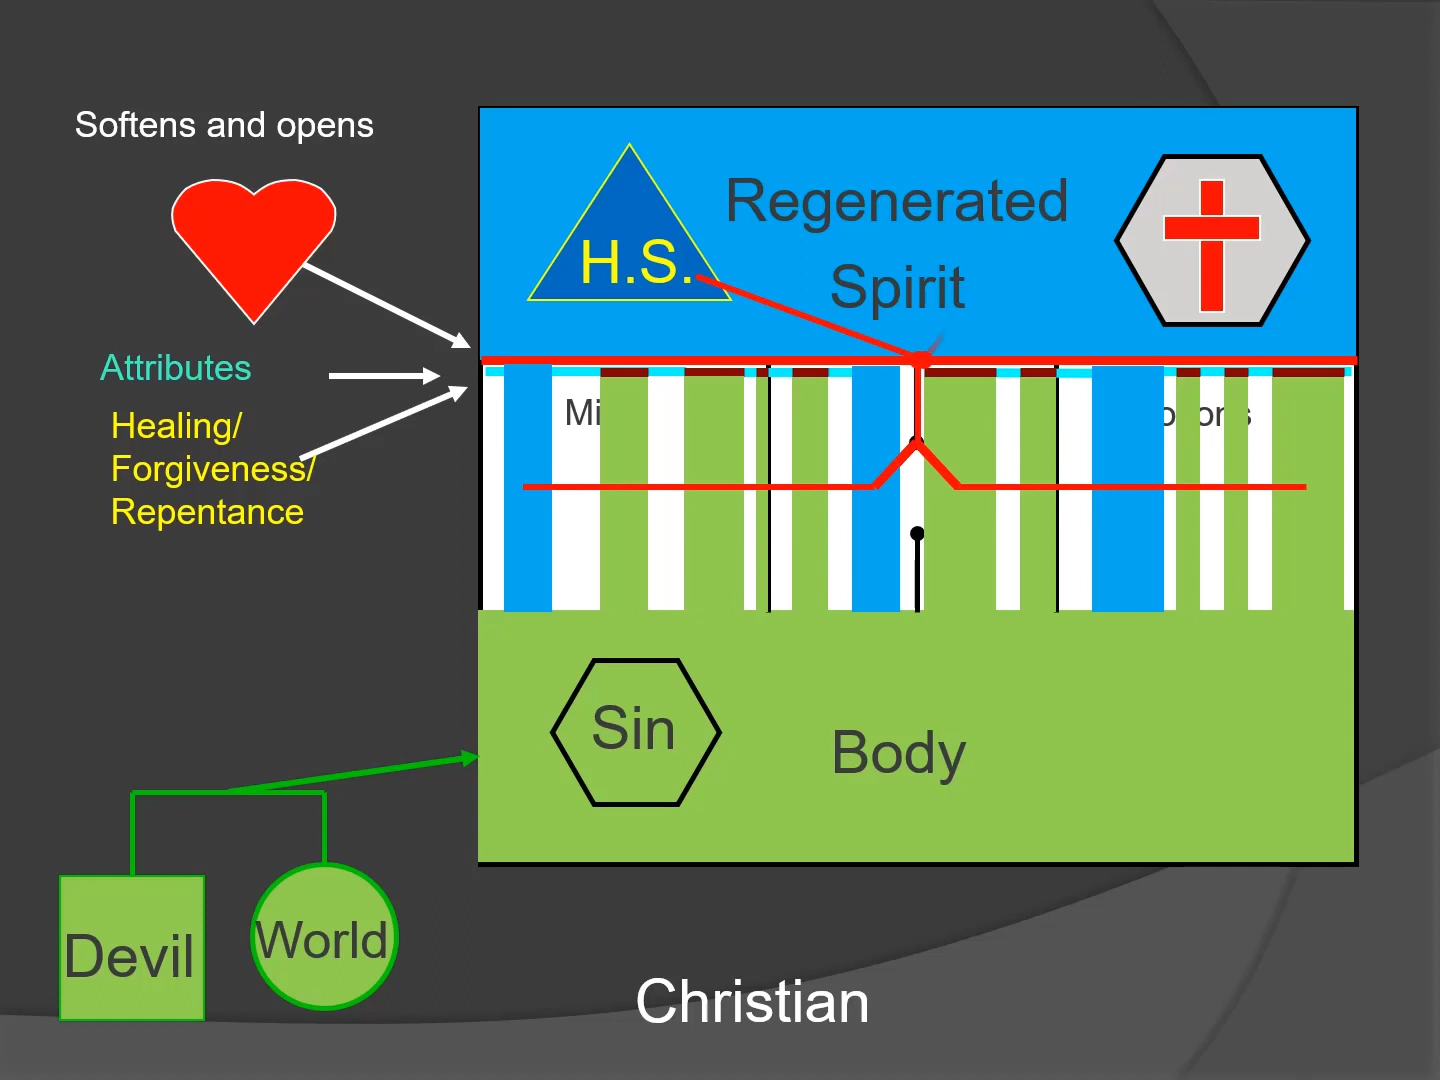 Softens and opens
H.S.
Regenerated
Spirit
Attributes
Healing/
Forgiveness/
Repentance
Sin
Body
Devil
World
Christian